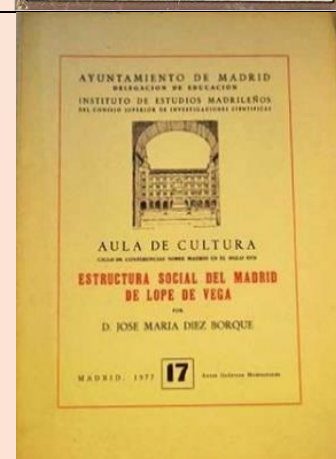 AYUNTAMIENTO DE MADRID
DELEGACION DE EDUCACION
INSTITUTO DE ESTUDIOS MADRILEÑOS
DEL CONSEJO SUPERIOR DE INVESTIGACIONES CIENTIFICAS
AULA DE CULTURA
CICLO DE CONFERENCIAS SOBRE MADRID EN EL SIGLO XVII
ESTRUCTURA SOCIAL DEL MADRID
DE LOPE DE VEGA
POR
D. JOSE MARIA DIEZ BORQUE
MADRID, 1977
17